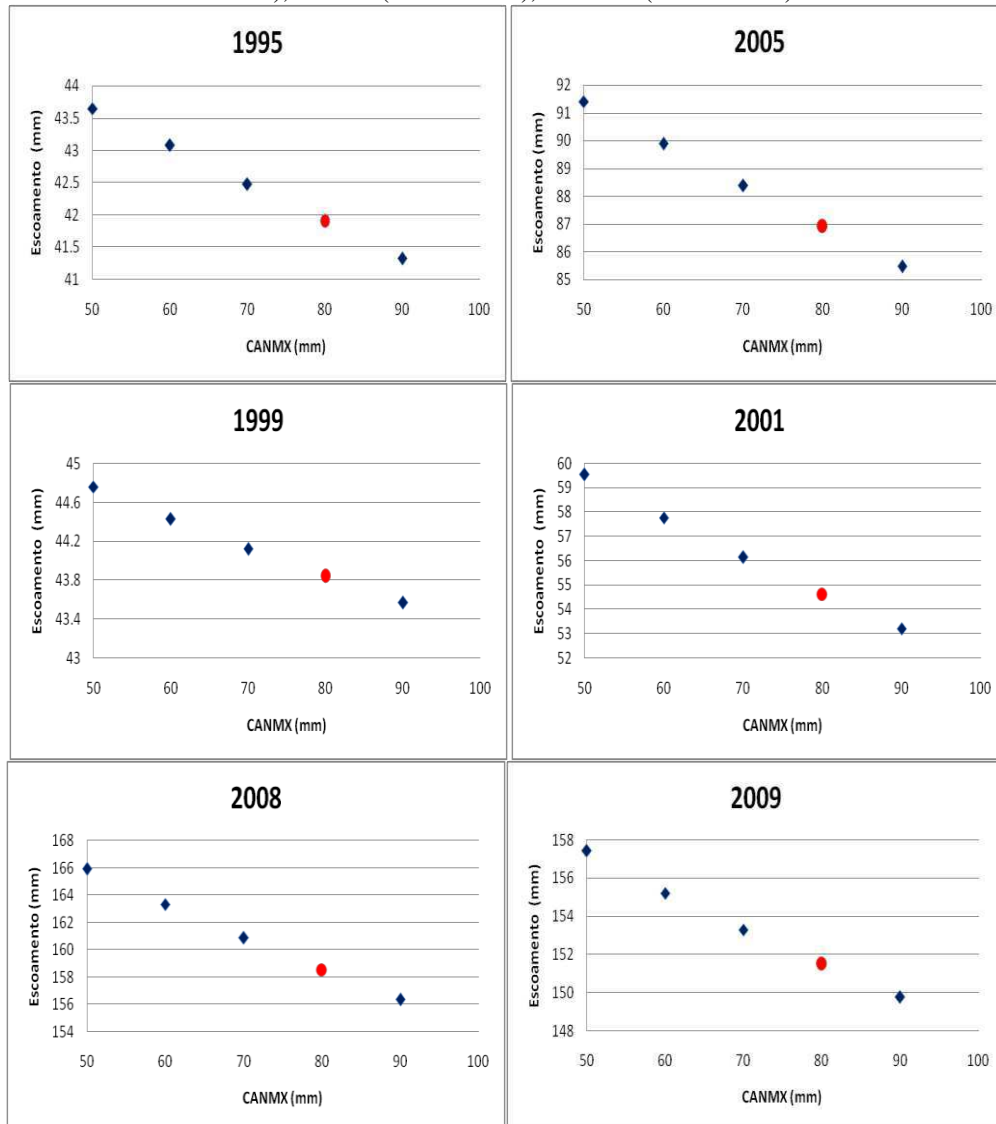 1995
Escoamento (mm)
44
43.5
43
42.5
42
41.5
41
50 60 70 80 90 100
CANMX (mm)
2005
Escoamento (mm)
92
91
90
89
88
87
86
85
50 60 70 80 90 100
CANMX (mm)
1999
Escoamento (mm)
45
44.6
44.2
43.8
43.4
43
50 60 70 80 90 100
CANMX (mm)
2001
Escoamento (mm)
60
59
58
57
56
55
54
53
52
50 60 70 80 90 100
CANMX (mm)
2008
Escoamento (mm)
168
166
164
162
160
158
156
154
50 60 70 80 90 100
CANMX (mm)
2009
Escoamento (mm)
158
156
154
152
150
148
50 60 70 80 90 100
CANMX (mm)